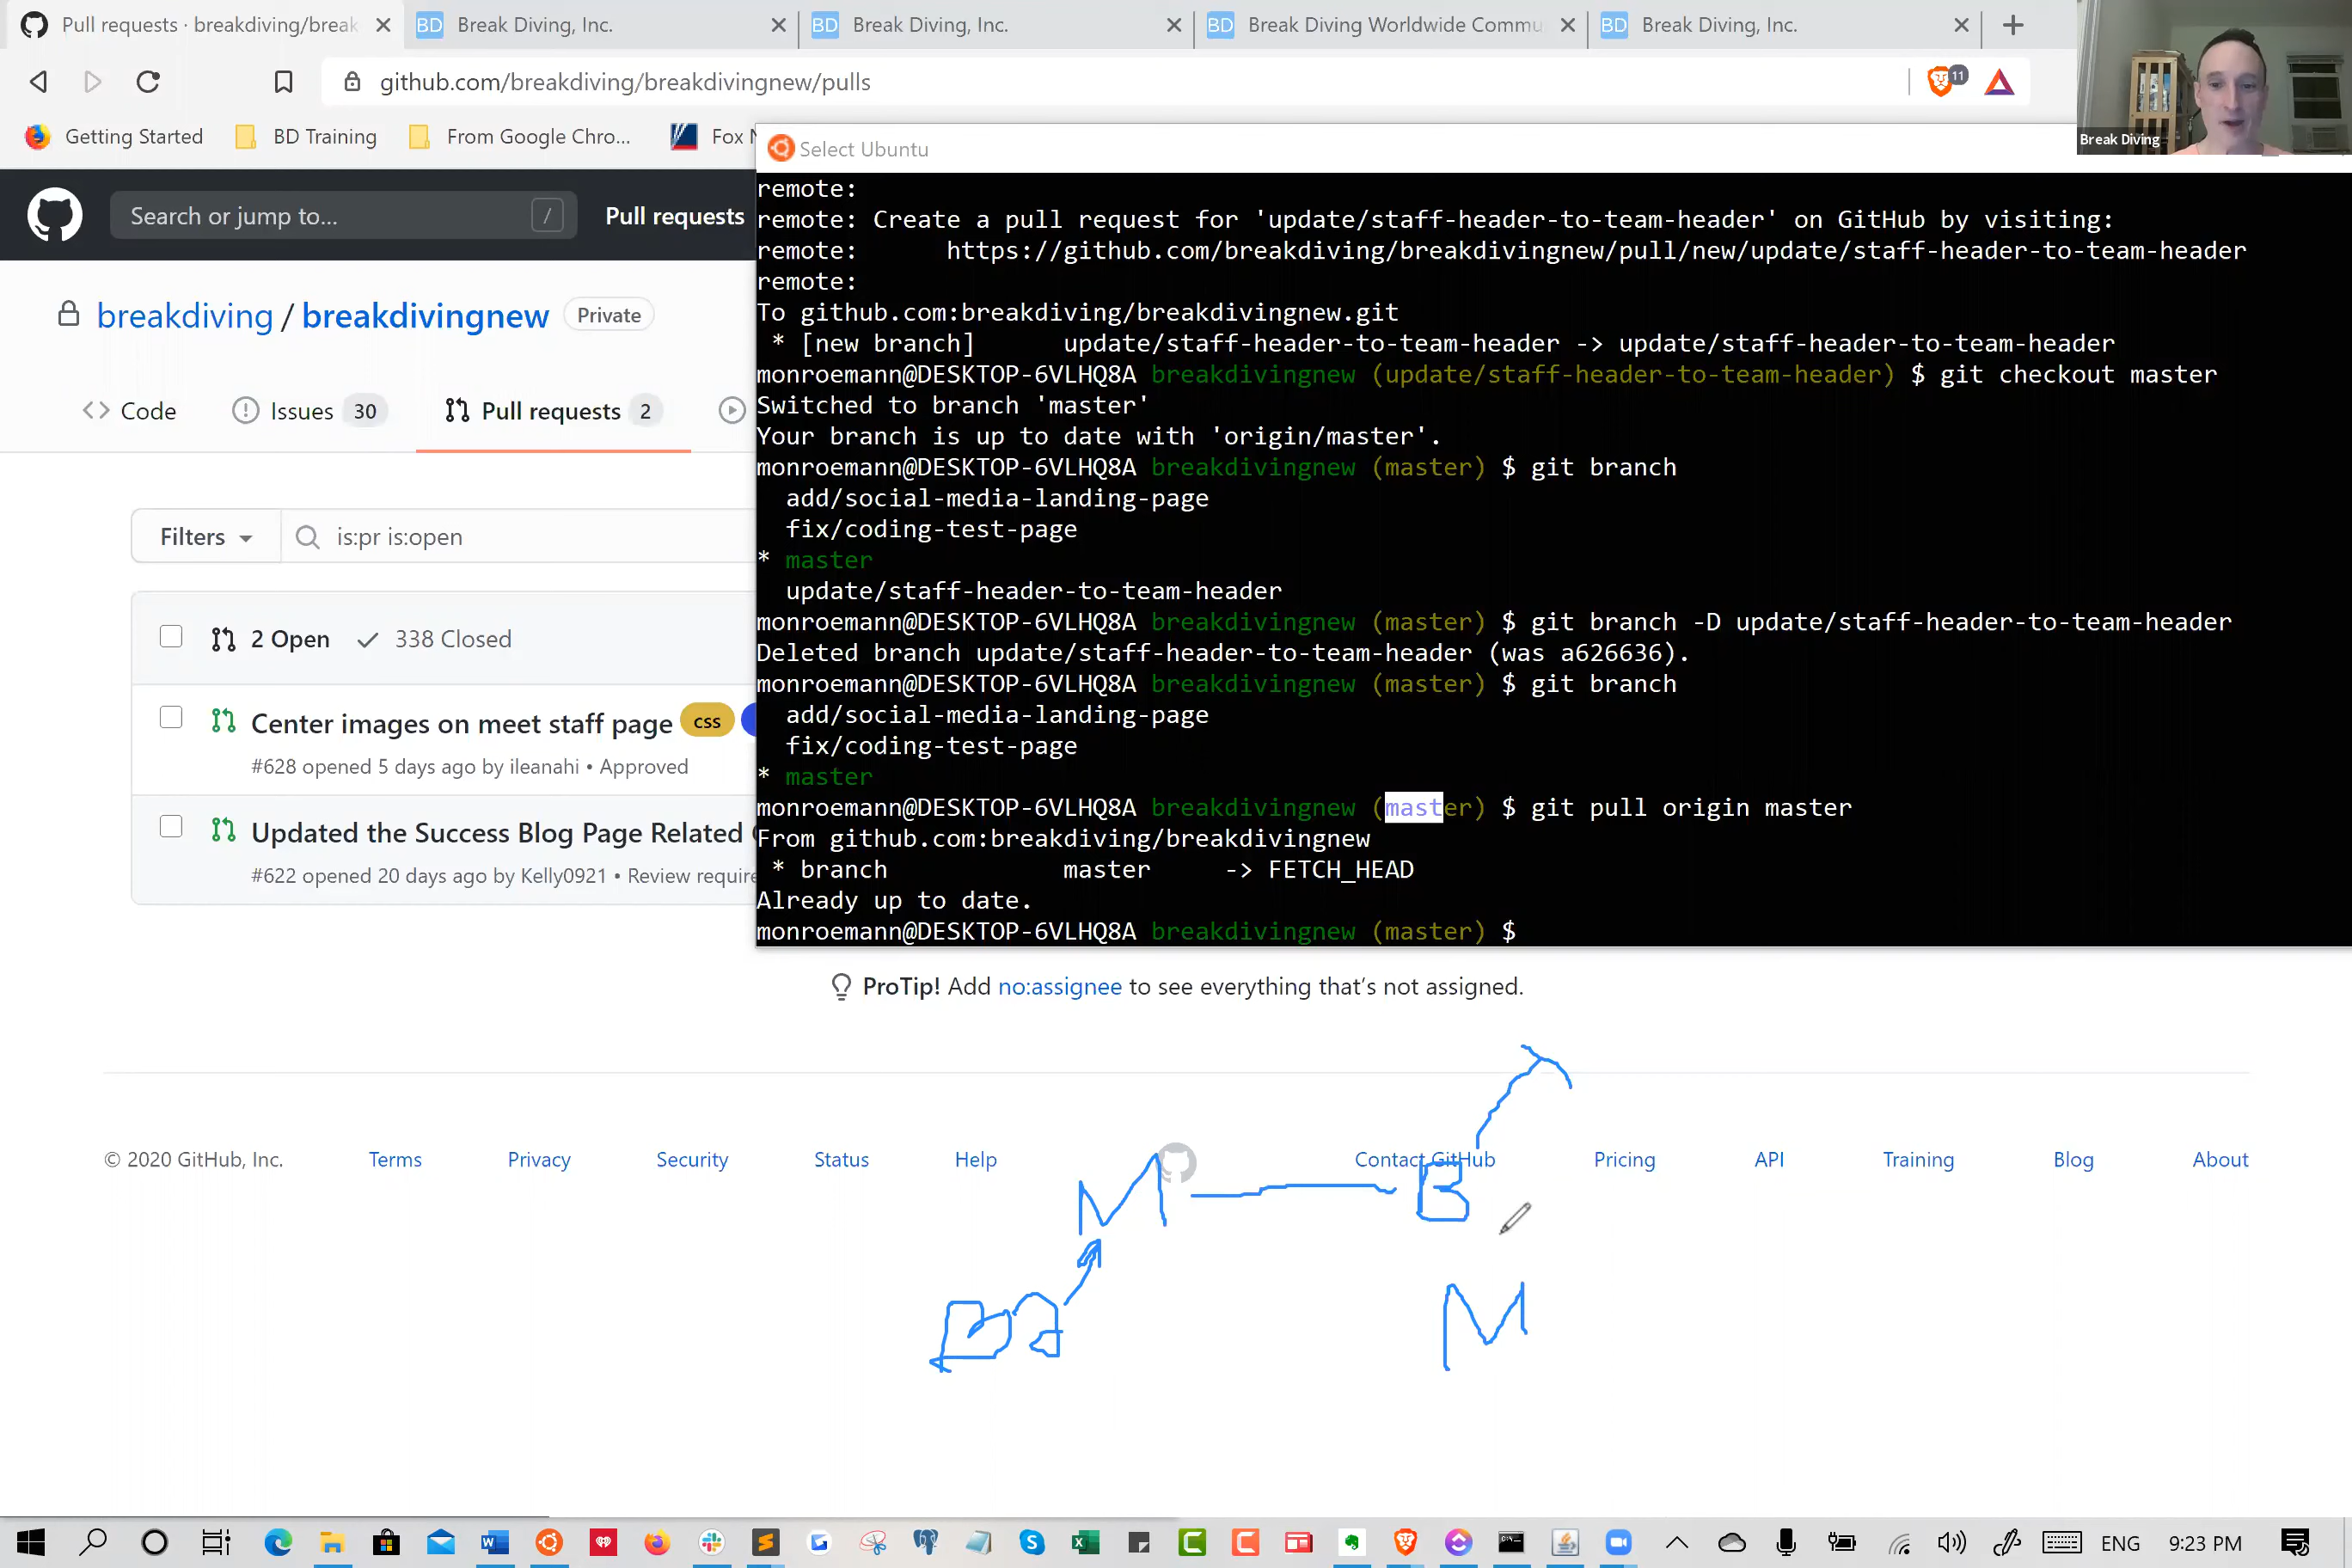 Pull requests · breakdiving/break
BD Break Diving, Inc.
BD Break Diving, Inc.
BD Break Diving Worldwide Commu
BD Break Diving, Inc.
github.com/breakdiving/breakdivingnew/pulls
11
Getting Started
BD Training
From Google Chro...
Fox N
Break Diving
Select Ubuntu
Search or jump to...
/
Pull requests
breakdiving / breakdivingnew
Private
Code
Issues 30
Pull requests 2
Filters
is:pr is:open
2 Open
338 Closed
Center images on meet staff page
css
#628 opened 5 days ago by ileanahi • Approved
Updated the Success Blog Page Related
#622 opened 20 days ago by Kelly0921 • Review require
remote:
remote: Create a pull request for 'update/staff-header-to-team-header' on GitHub by visiting:
remote:      https://github.com/breakdiving/breakdivingnew/pull/new/update/staff-header-to-team-header
remote:
To github.com:breakdiving/breakdivingnew.git
 * [new branch]      update/staff-header-to-team-header -> update/staff-header-to-team-header
monroemann@DESKTOP-6VLHQ8A breakdivingnew (update/staff-header-to-team-header) $ git checkout master
Switched to branch 'master'
Your branch is up to date with 'origin/master'.
monroemann@DESKTOP-6VLHQ8A breakdivingnew (master) $ git branch
  add/social-media-landing-page
  fix/coding-test-page
* master
  update/staff-header-to-team-header
monroemann@DESKTOP-6VLHQ8A breakdivingnew (master) $ git branch -D update/staff-header-to-team-header
Deleted branch update/staff-header-to-team-header (was a626636).
monroemann@DESKTOP-6VLHQ8A breakdivingnew (master) $ git branch
  add/social-media-landing-page
  fix/coding-test-page
* master
monroemann@DESKTOP-6VLHQ8A breakdivingnew (master) $ git pull origin master
From github.com:breakdiving/breakdivingnew
 * branch            master     -> FETCH_HEAD
Already up to date.
monroemann@DESKTOP-6VLHQ8A breakdivingnew (master) $
ProTip! Add no:assignee to see everything that's not assigned.
© 2020 GitHub, Inc.
Terms
Privacy
Security
Status
Help
Contact GitHub
Pricing
API
Training
Blog
About
M
B
M
ENG
9:23 PM